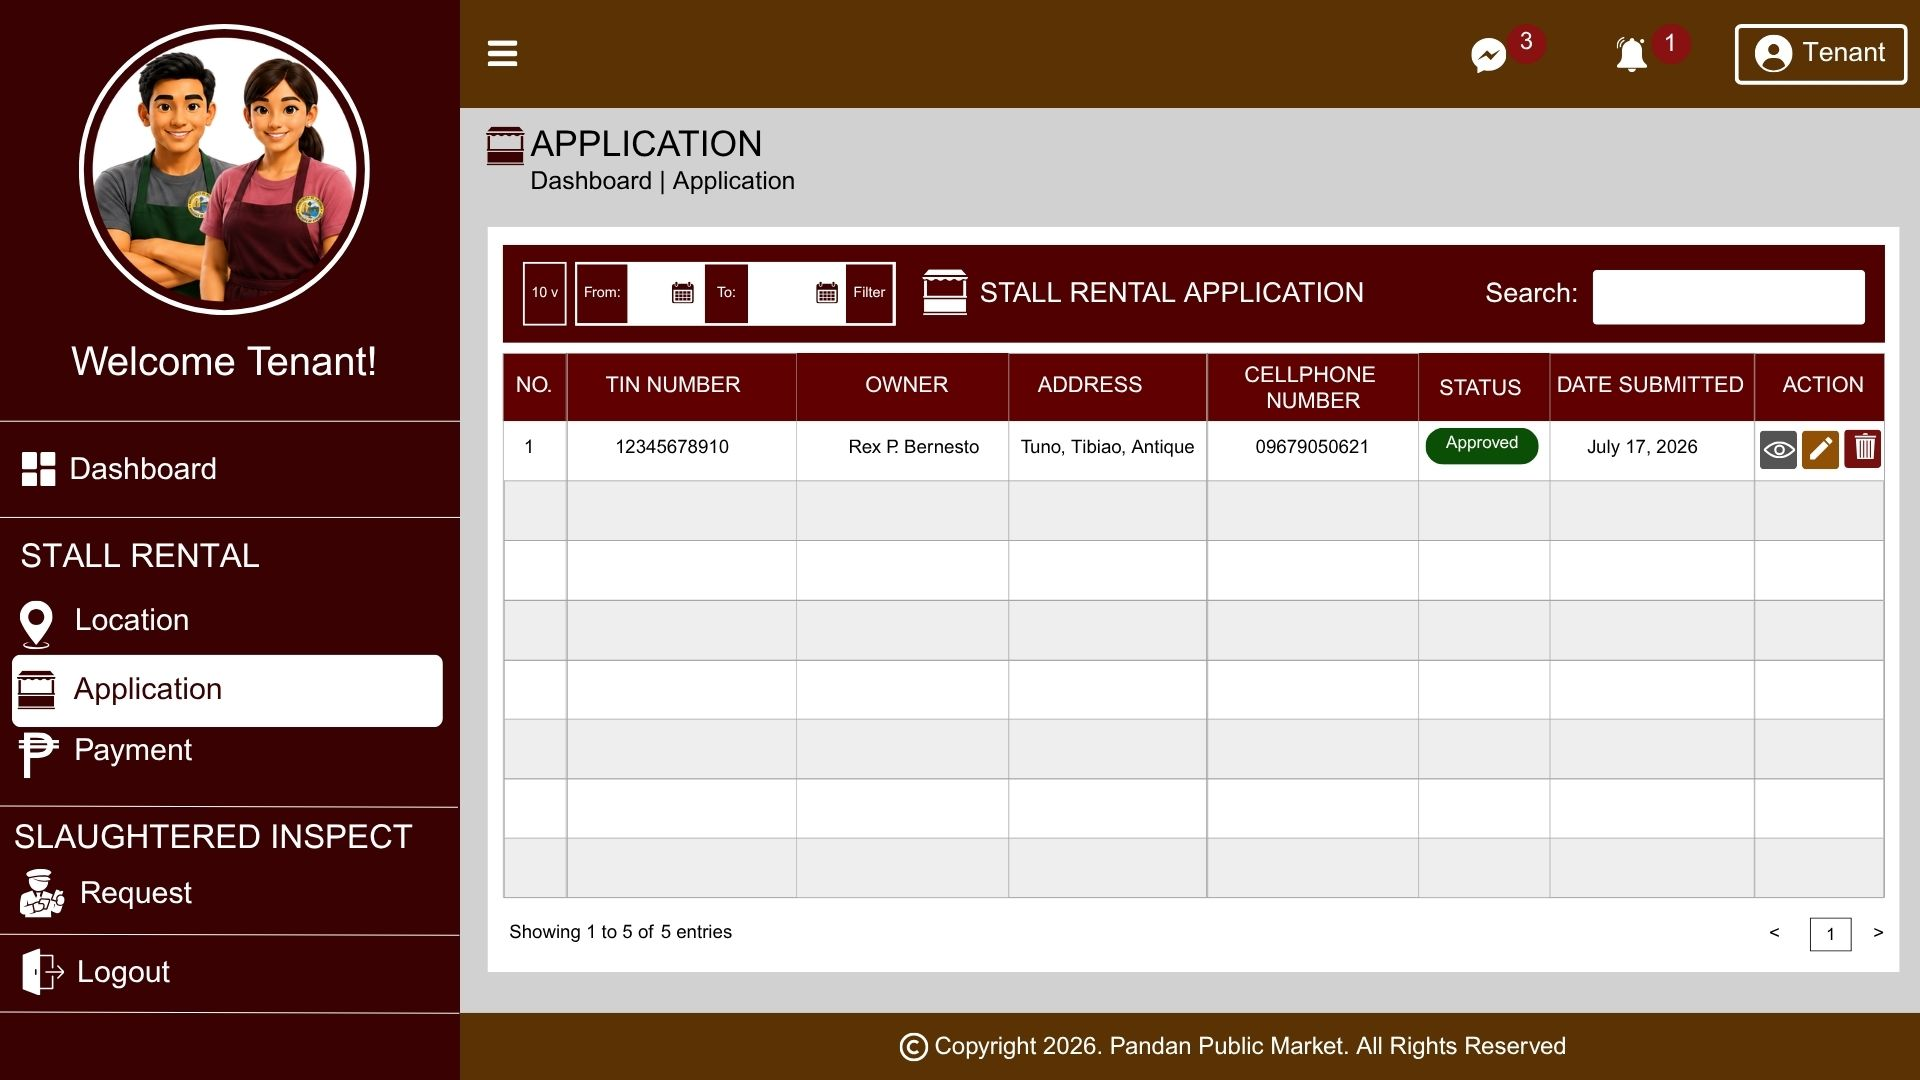 Welcome Tenant!
Dashboard
STALL RENTAL
Location
Application
Payment
SLAUGHTERED INSPECT
Request
Logout
3
1
Tenant
APPLICATION
Dashboard | Application
10 v
From:
To:
Filter
STALL RENTAL APPLICATION
Search:
NO. TIN NUMBER OWNER ADDRESS CELLPHONE NUMBER STATUS DATE SUBMITTED ACTION
1 12345678910 Rex P. Bernesto Tuno, Tibiao, Antique 09679050621 Approved July 17, 2026
Showing 1 to 5 of 5 entries
< 1 >
© Copyright 2026. Pandan Public Market. All Rights Reserved